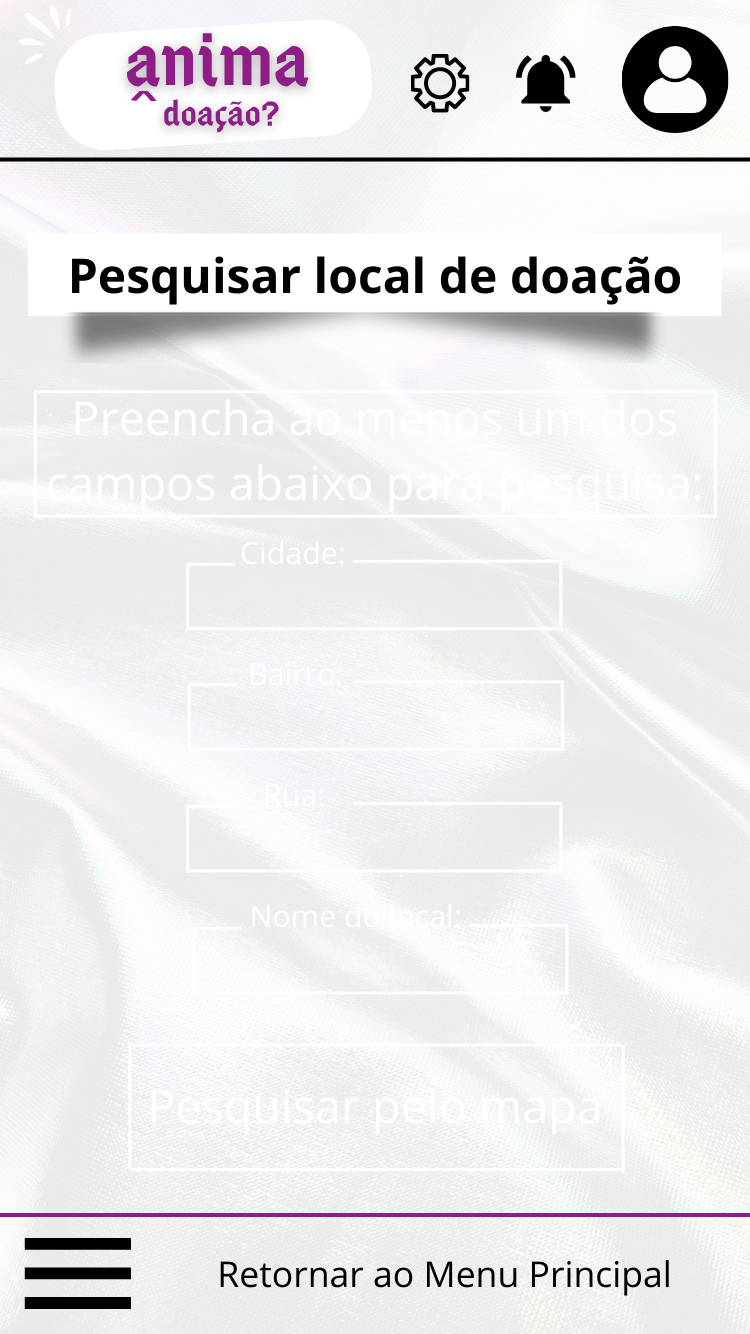 anima
doação?
Pesquisar local de doação
Preencha ao menos um dos
campos abaixo para pesquisa:
Cidade:
Bairro:
Rua:
Nome do local:
Pesquisar pelo mapa
Retornar ao Menu Principal